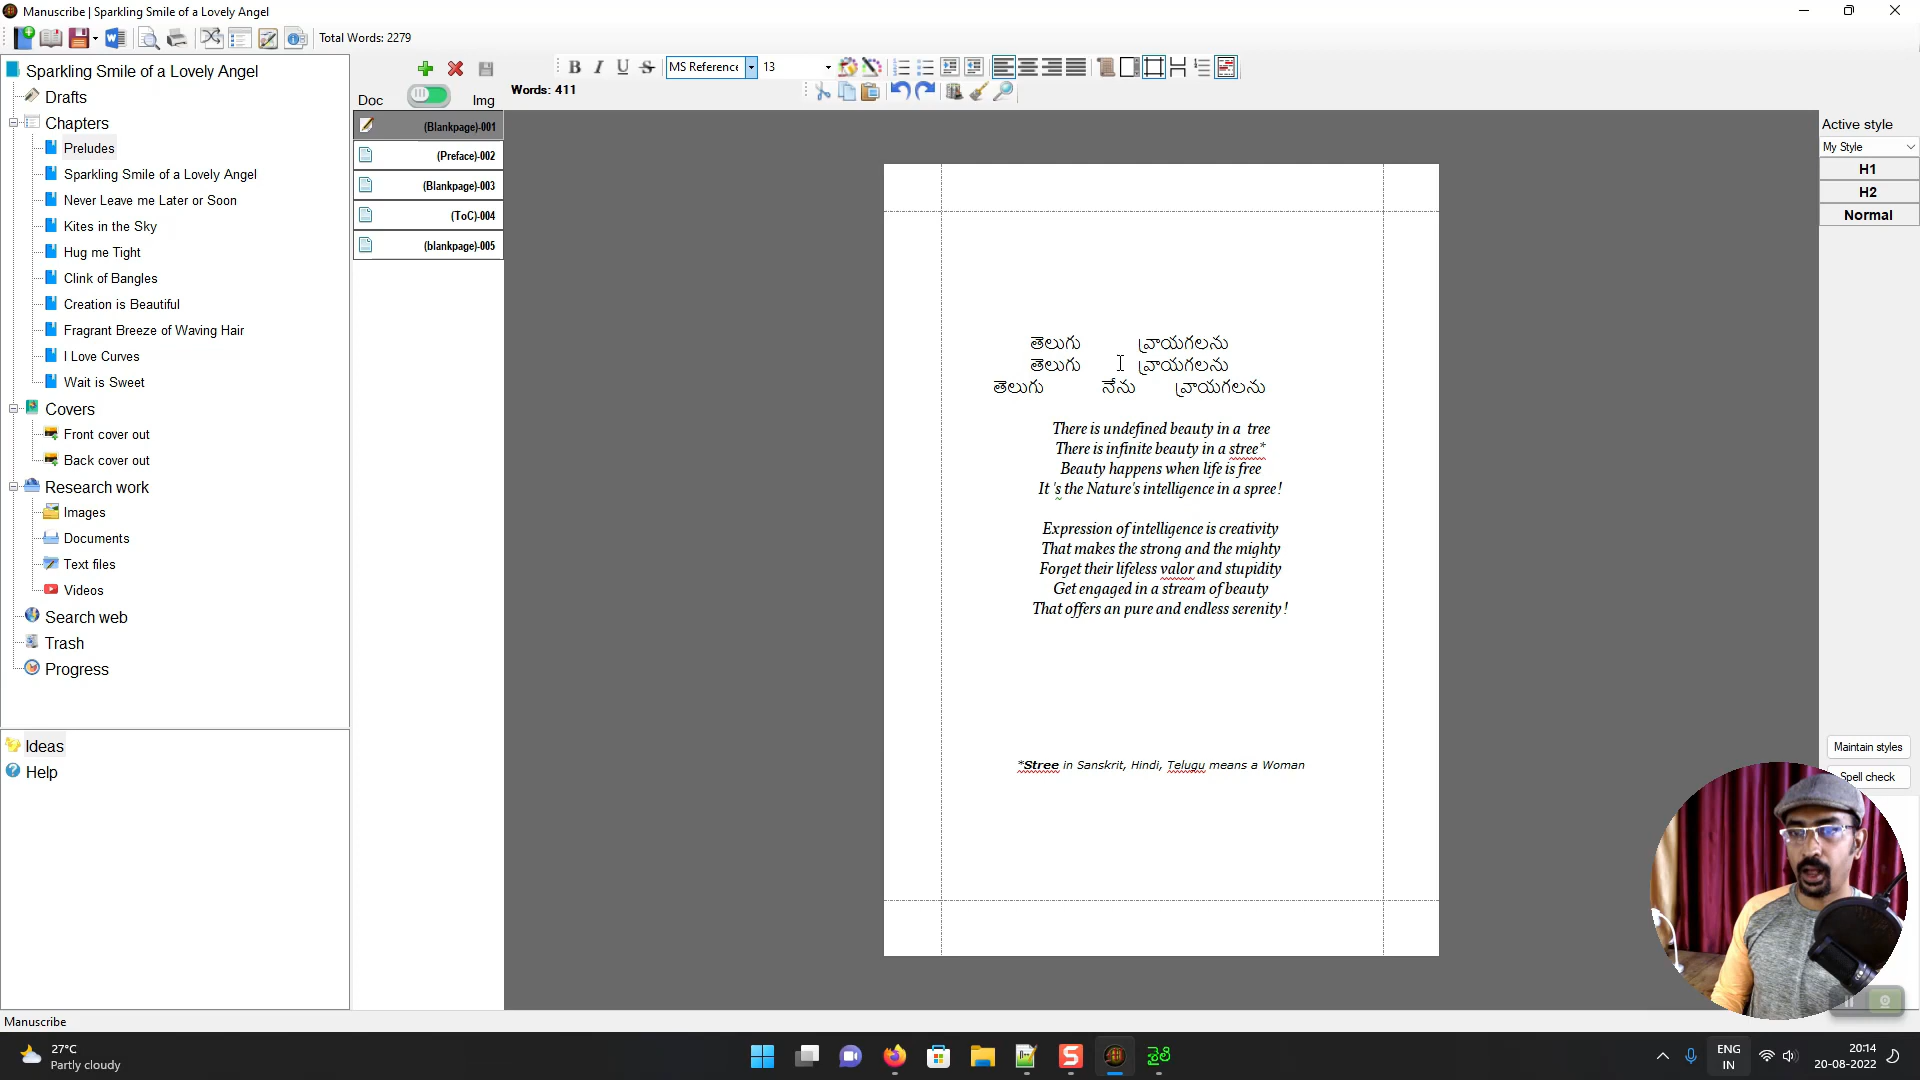 Manuscribe | Sparkling Smile of a Lovely Angel
Total Words: 2279
Sparkling Smile of a Lovely Angel
Drafts
Chapters
Preludes
Sparkling Smile of a Lovely Angel
Never Leave me Later or Soon
Kites in the Sky
Hug me Tight
Clink of Bangles
Creation is Beautiful
Fragrant Breeze of Waving Hair
I Love Curves
Wait is Sweet
Covers
Front cover out
Back cover out
Research work
Images
Documents
Text files
Videos
Search web
Trash
Progress
Ideas
Help
Manuscribe
Doc Img
(Blankpage)-001
(Preface)-002
(Blankpage)-003
(ToC)-004
(blankpage)-005
B I U S MS Reference 13
Words: 411
తెలుగు వ్రాయగలను
తెలుగు వ్రాయగలను
తెలుగు నేను వ్రాయగలను
There is undefined beauty in a tree
There is infinite beauty in a stree*
Beauty happens when life is free
It 's the Nature's intelligence in a spree!
Expression of intelligence is creativity
That makes the strong and the mighty
Forget their lifeless valor and stupidity
Get engaged in a stream of beauty
That offers an pure and endless serenity!
*Stree in Sanskrit, Hindi, Telugu means a Woman
Active style
My Style
H1
H2
Normal
Maintain styles
Spell check
27°C
Partly cloudy
శైలి
ENG
IN
20:14
20-08-2022